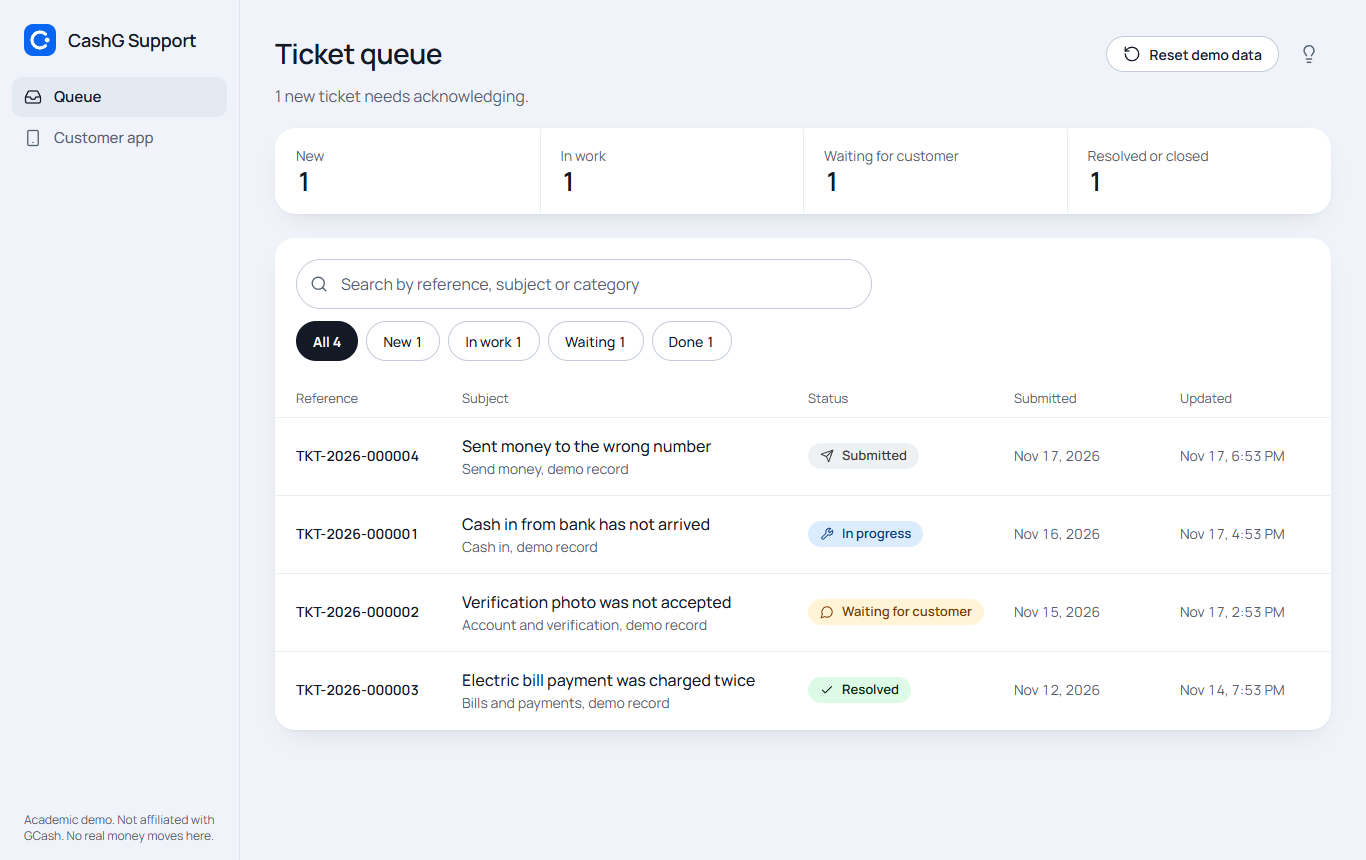 CashG Support
Queue
Customer app
Academic demo. Not affiliated with
GCash. No real money moves here.
Ticket queue
1 new ticket needs acknowledging.
Reset demo data
New
1
In work
1
Waiting for customer
1
Resolved or closed
1
Search by reference, subject or category
All 4 New 1 In work 1 Waiting 1 Done 1
Reference Subject Status Submitted Updated
TKT-2026-000004 Sent money to the wrong number Submitted Nov 17, 2026 Nov 17, 6:53 PM
Send money, demo record
TKT-2026-000001 Cash in from bank has not arrived In progress Nov 16, 2026 Nov 17, 4:53 PM
Cash in, demo record
TKT-2026-000002 Verification photo was not accepted Waiting for customer Nov 15, 2026 Nov 17, 2:53 PM
Account and verification, demo record
TKT-2026-000003 Electric bill payment was charged twice Resolved Nov 12, 2026 Nov 14, 7:53 PM
Bills and payments, demo record